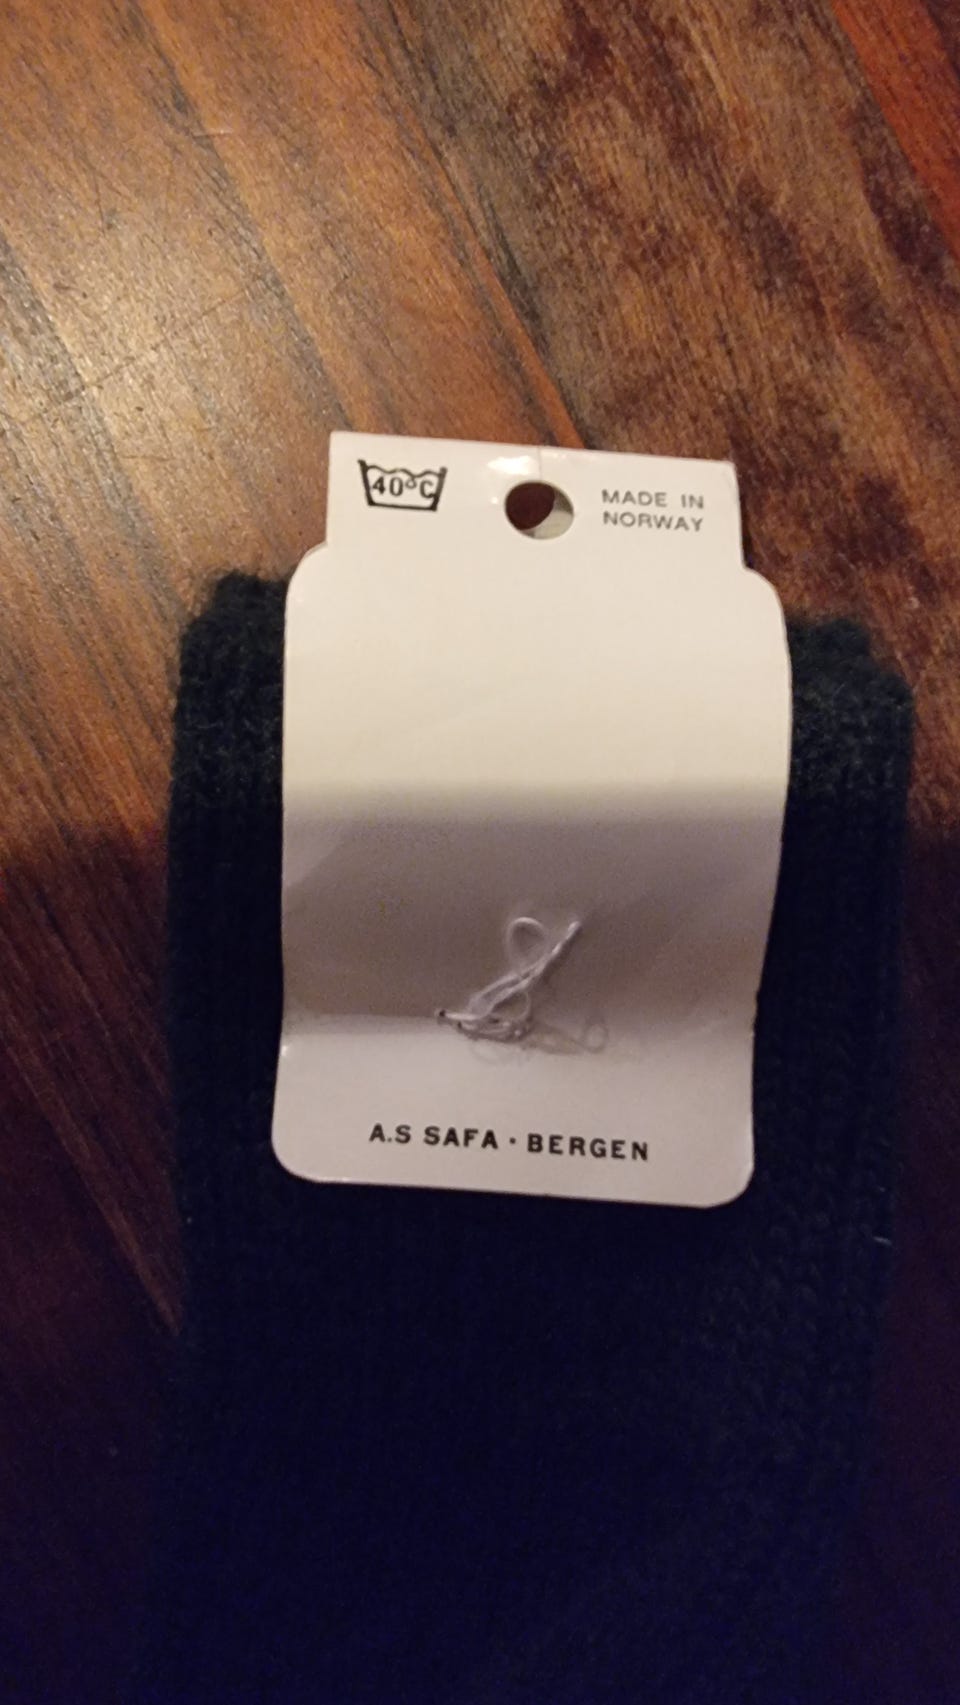 40°C
MADE IN
NORWAY
A.S SAFA · BERGEN